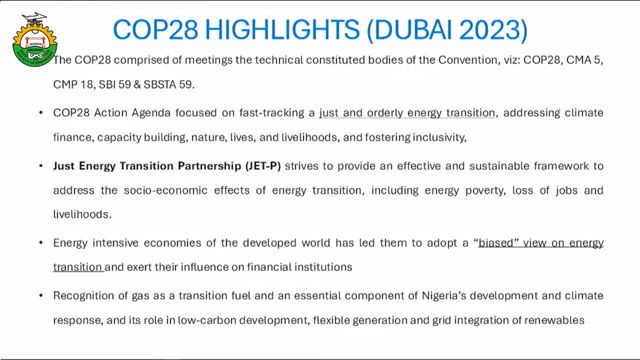 COP28 HIGHLIGHTS (DUBAI 2023)
The COP28 comprised of meetings the technical constituted bodies of the Convention, viz: COP28, CMA 5,
CMP 18, SBI 59 & SBSTA 59.
• COP28 Action Agenda focused on fast-tracking a just and orderly energy transition, addressing climate
finance, capacity building, nature, lives, and livelihoods, and fostering inclusivity,
• Just Energy Transition Partnership (JET-P) strives to provide an effective and sustainable framework to
address the socio-economic effects of energy transition, including energy poverty, loss of jobs and
livelihoods.
• Energy intensive economies of the developed world has led them to adopt a “biased” view on energy
transition and exert their influence on financial institutions
• Recognition of gas as a transition fuel and an essential component of Nigeria’s development and climate
response, and its role in low-carbon development, flexible generation and grid integration of renewables